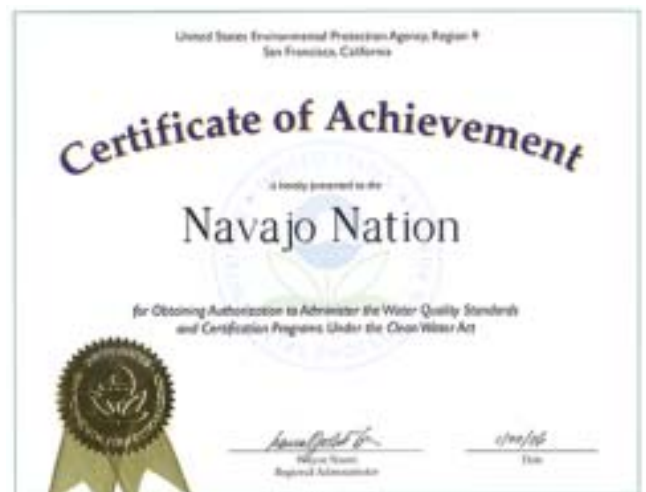 United States Environmental Protection Agency, Region 9
San Francisco, California
Certificate of Achievement
is hereby presented to the
Navajo Nation
for Obtaining Authorization to Administer the Water Quality Standards
and Certification Programs Under the Clean Water Act
Regional Administrator
Date